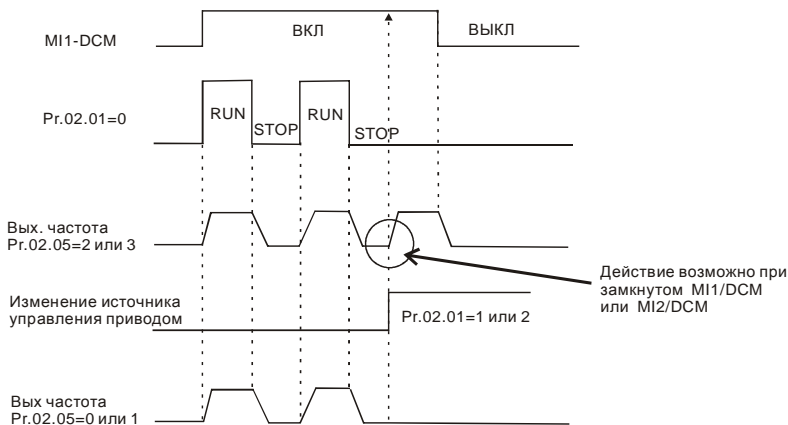 ВКЛ
ВЫКЛ
MI1-DCM
RUN
RUN
Pr.02.01=0
STOP
STOP
Вых. частота
Pr.02.05=2 или 3
Действие возможно при
замкнутом MI1/DCM
или MI2/DCM
Изменение источника
управления приводом
Pr.02.01=1 или 2
Вых частота
Pr.02.05=0 или 1